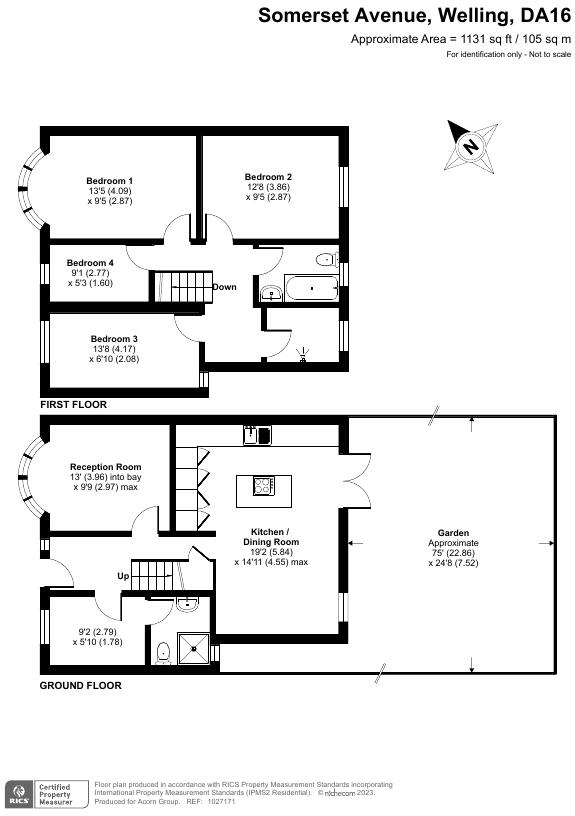 Somerset Avenue, Welling, DA16
Approximate Area = 1131 sq ft / 105 sq m
For identification only - Not to scale
N
Bedroom 1
13'5 (4.09)
x 9'5 (2.87)
Bedroom 2
12'8 (3.86)
x 9'5 (2.87)
Bedroom 4
9'1 (2.77)
x 5'3 (1.60)
Down
Bedroom 3
13'8 (4.17)
x 6'10 (2.08)
FIRST FLOOR
Reception Room
13' (3.96) into bay
x 9'9 (2.97) max
Kitchen /
Dining Room
19'2 (5.84)
x 14'11 (4.55) max
Garden
Approximate
75' (22.86)
x 24'8 (7.52)
Up
9'2 (2.79)
x 5'10 (1.78)
GROUND FLOOR
RICS
Certified
Property
Measurer
Floor plan produced in accordance with RICS Property Measurement Standards incorporating
International Property Measurement Standards (IPMS2 Residential). © nichecom 2023.
Produced for Acorn Group. REF: 1027171